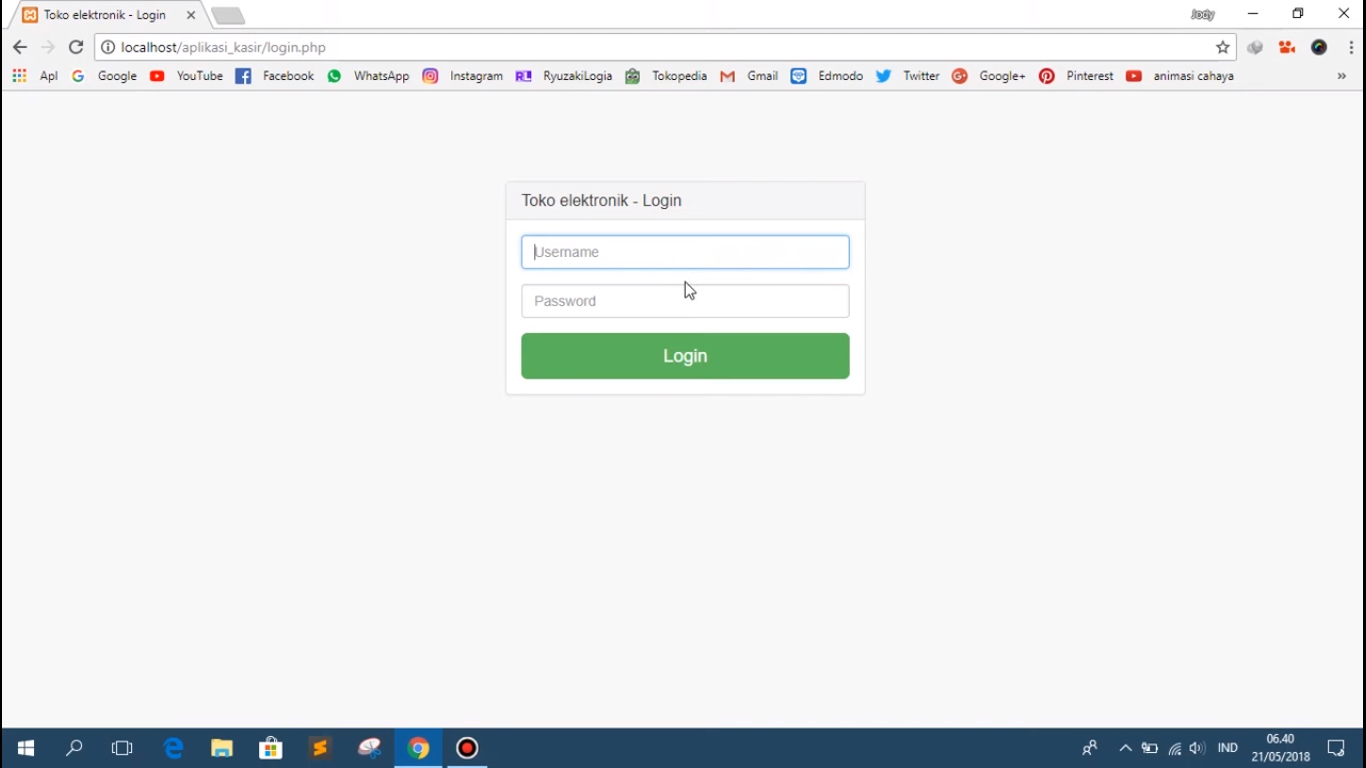 Toko elektronik - Login
Jody
localhost/aplikasi_kasir/login.php
Apl Google YouTube Facebook WhatsApp Instagram RL RyuzakiLogia Tokopedia Gmail Edmodo Twitter Google+ Pinterest animasi cahaya »
Toko elektronik - Login
Username
Password
Login
IND
06.40
21/05/2018